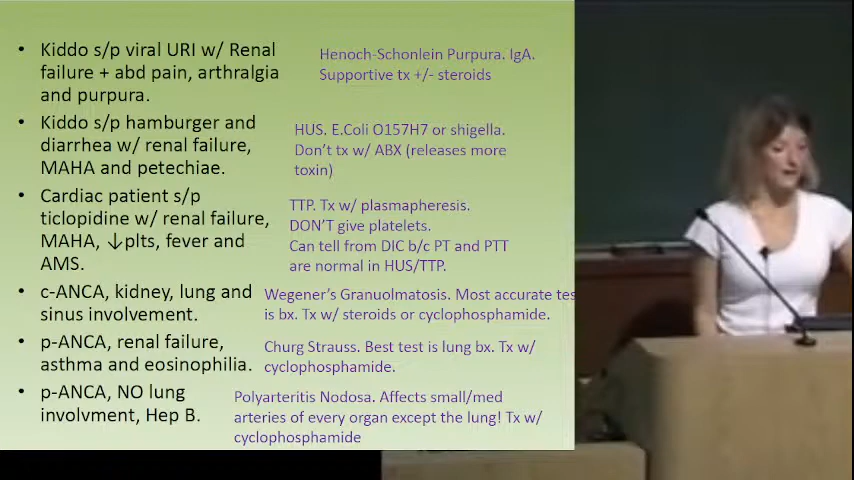 • Kiddo s/p viral URI w/ Renal
failure + abd pain, arthralgia
and purpura.
Henoch-Schonlein Purpura. IgA.
Supportive tx +/- steroids
• Kiddo s/p hamburger and
diarrhea w/ renal failure,
MAHA and petechiae.
HUS. E.Coli O157H7 or shigella.
Don't tx w/ ABX (releases more
toxin)
• Cardiac patient s/p
ticlopidine w/ renal failure,
MAHA, ↓plts, fever and
AMS.
TTP. Tx w/ plasmapheresis.
DON'T give platelets.
Can tell from DIC b/c PT and PTT
are normal in HUS/TTP.
• c-ANCA, kidney, lung and
sinus involvement.
Wegener's Granuolmatosis. Most accurate tes
is bx. Tx w/ steroids or cyclophosphamide.
• p-ANCA, renal failure,
asthma and eosinophilia.
Churg Strauss. Best test is lung bx. Tx w/
cyclophosphamide.
• p-ANCA, NO lung
involvment, Hep B.
Polyarteritis Nodosa. Affects small/med
arteries of every organ except the lung! Tx w/
cyclophosphamide